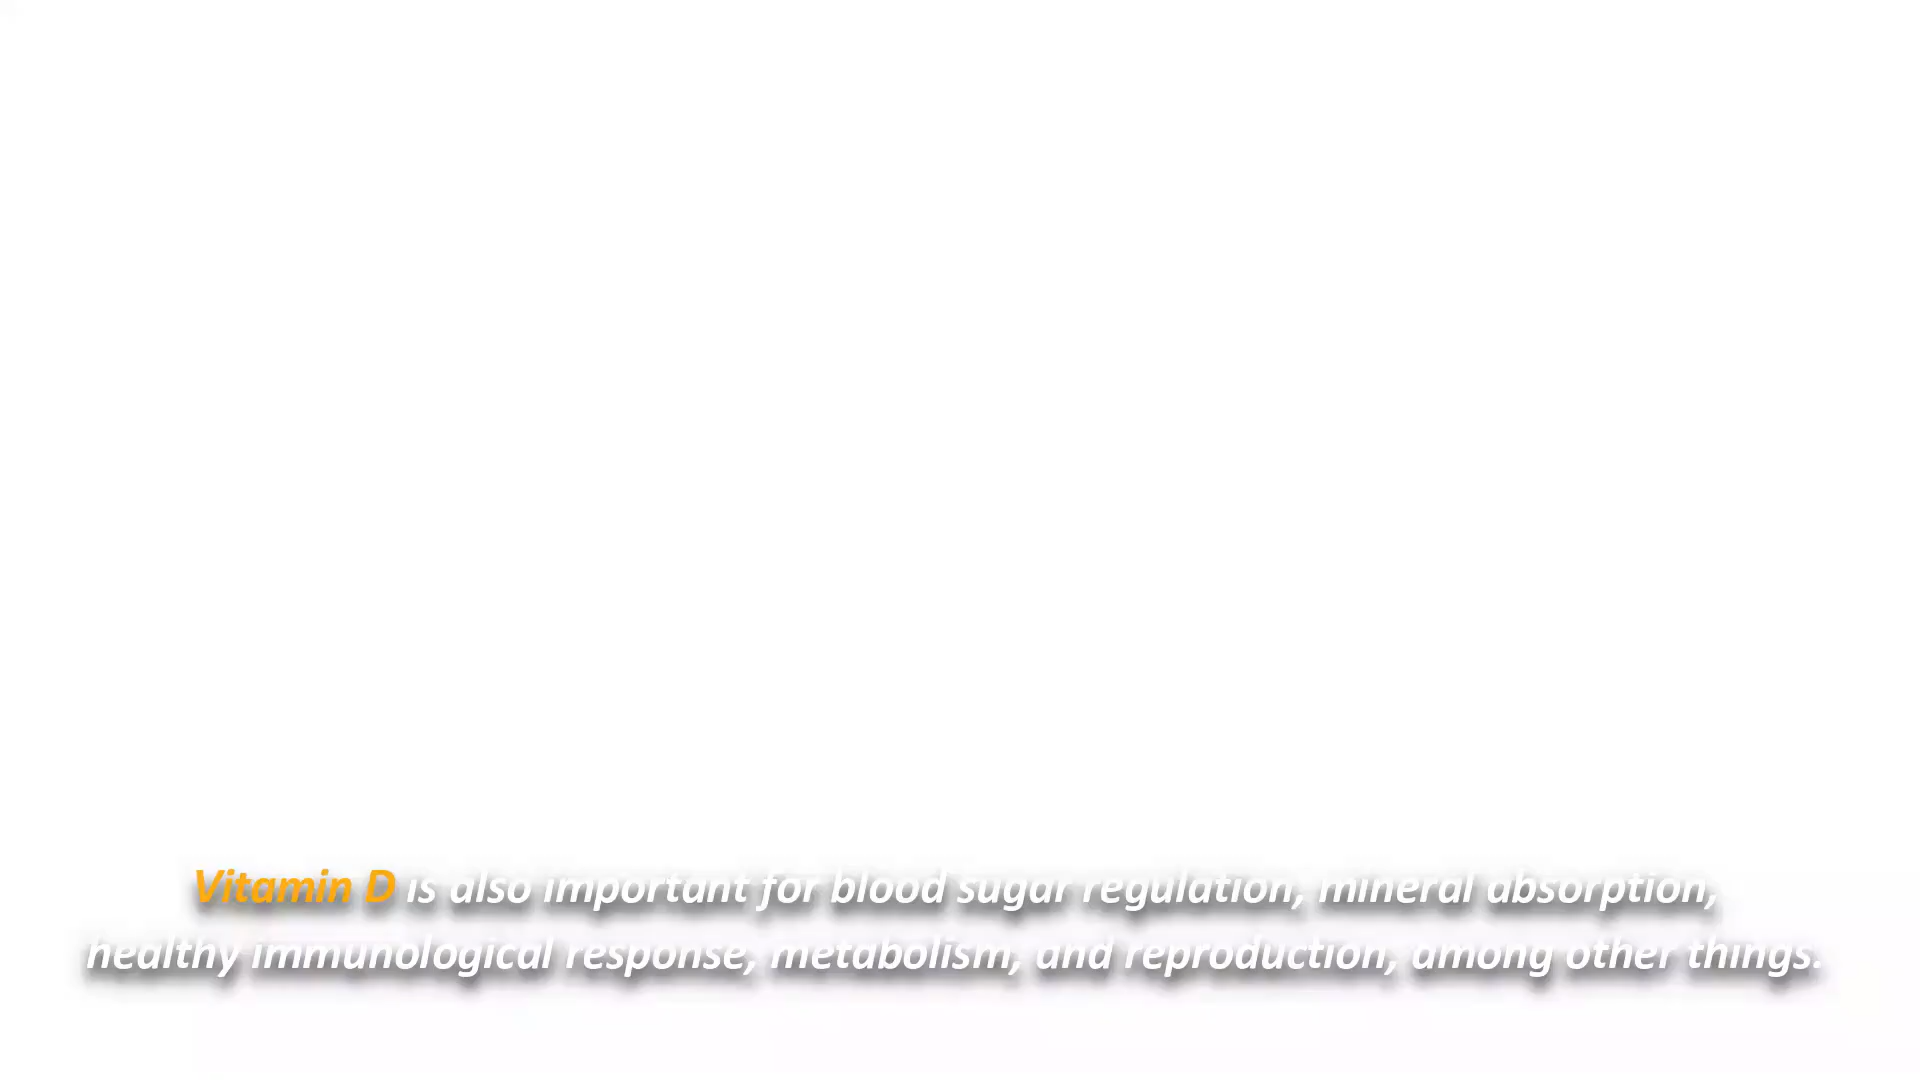 Vitamin D is also important for blood sugar regulation, mineral absorption,
healthy immunological response, metabolism, and reproduction, among other things.